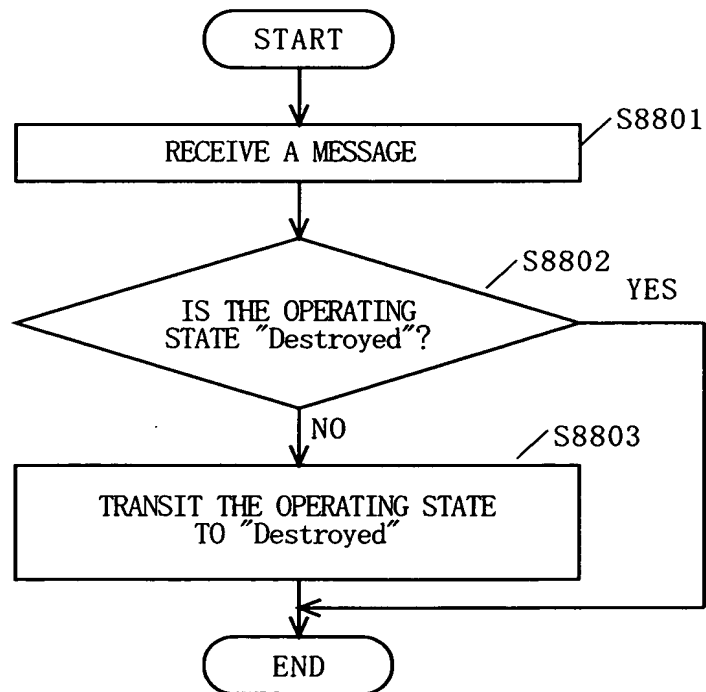 START
S8801
RECEIVE A MESSAGE
S8802
YES
IS THE OPERATING
STATE "Destroyed"?
NO
S8803
TRANSIT THE OPERATING STATE
TO "Destroyed"
END